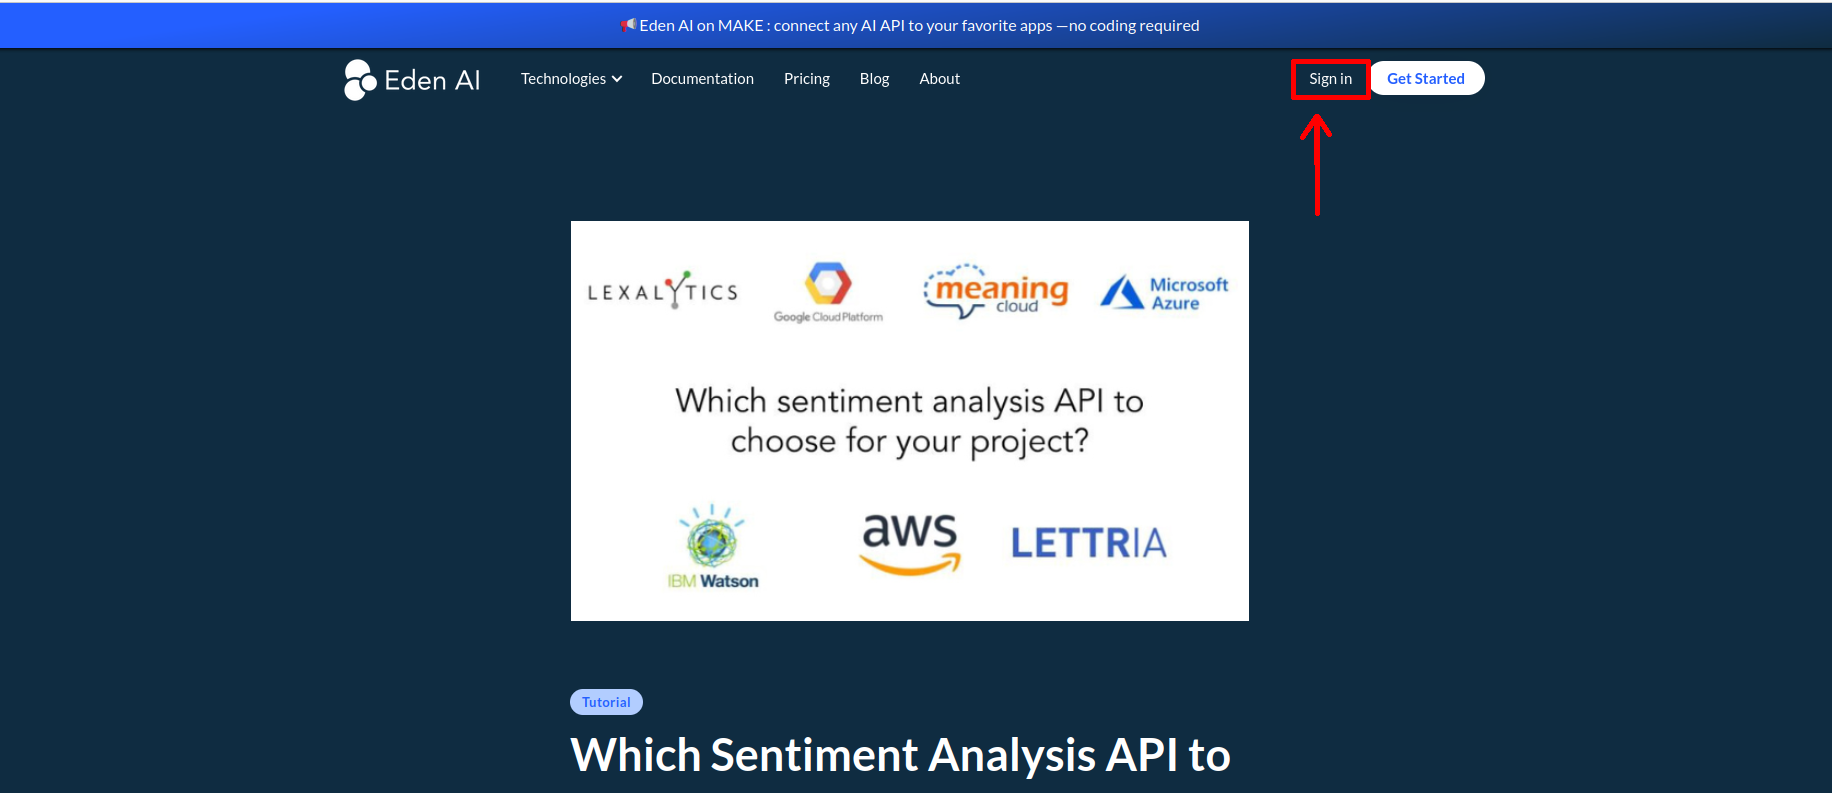 Eden AI on MAKE : connect any AI API to your favorite apps —no coding required
Eden AI Technologies Documentation Pricing Blog About Sign in Get Started
LEXALYTICS Google Cloud Platform meaning cloud Microsoft Azure
Which sentiment analysis API to
choose for your project?
IBM Watson aws LETTRIA
Tutorial
Which Sentiment Analysis API to